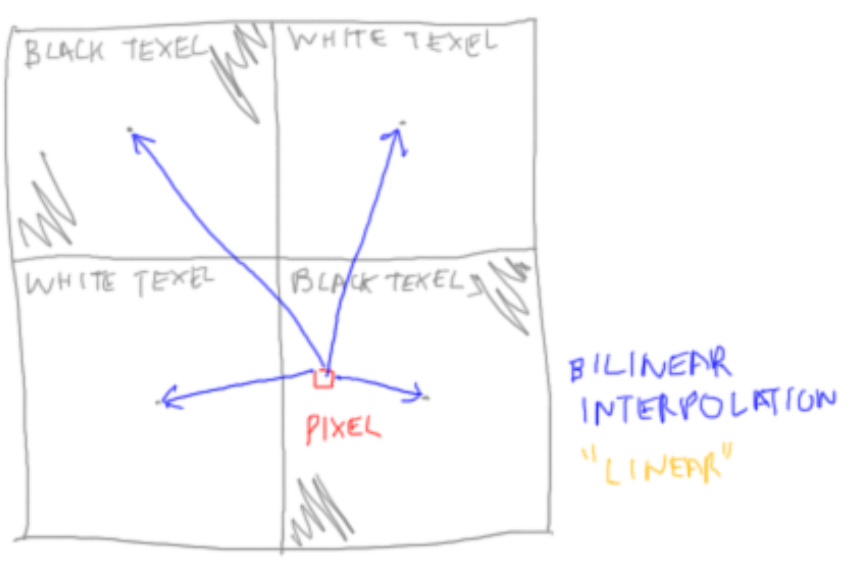 BLACK TEXEL
WHITE TEXEL
WHITE TEXEL
BLACK TEXEL
PIXEL
BILINEAR
INTERPOLATION
"LINEAR"